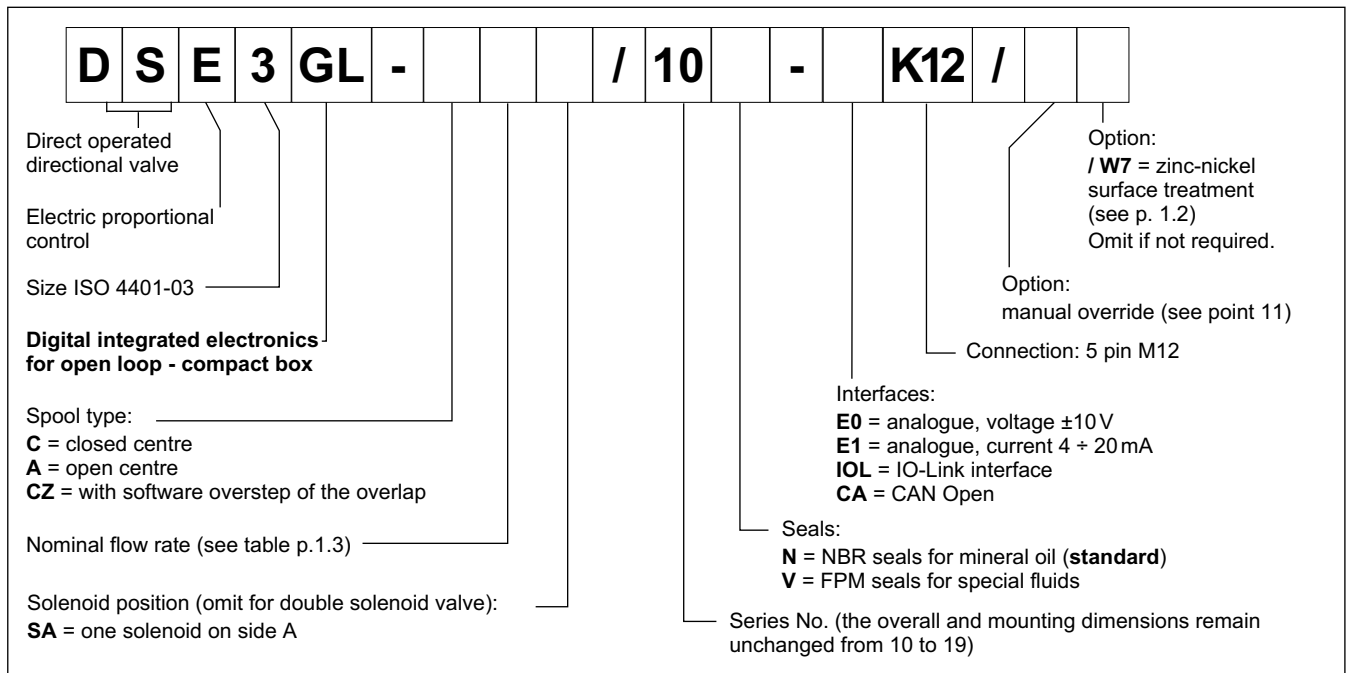 D S E 3 GL - / 10 - K12 /
Direct operated
directional valve
Electric proportional
control
Size ISO 4401-03
Digital integrated electronics
for open loop - compact box
Spool type:
C = closed centre
A = open centre
CZ = with software overstep of the overlap
Nominal flow rate (see table p.1.3)
Solenoid position (omit for double solenoid valve):
SA = one solenoid on side A
Option:
/ W7 = zinc-nickel
surface treatment
(see p. 1.2)
Omit if not required.
Option:
manual override (see point 11)
Connection: 5 pin M12
Interfaces:
E0 = analogue, voltage ±10 V
E1 = analogue, current 4 ÷ 20 mA
IOL = IO-Link interface
CA = CAN Open
Seals:
N = NBR seals for mineral oil (standard)
V = FPM seals for special fluids
Series No. (the overall and mounting dimensions remain
unchanged from 10 to 19)